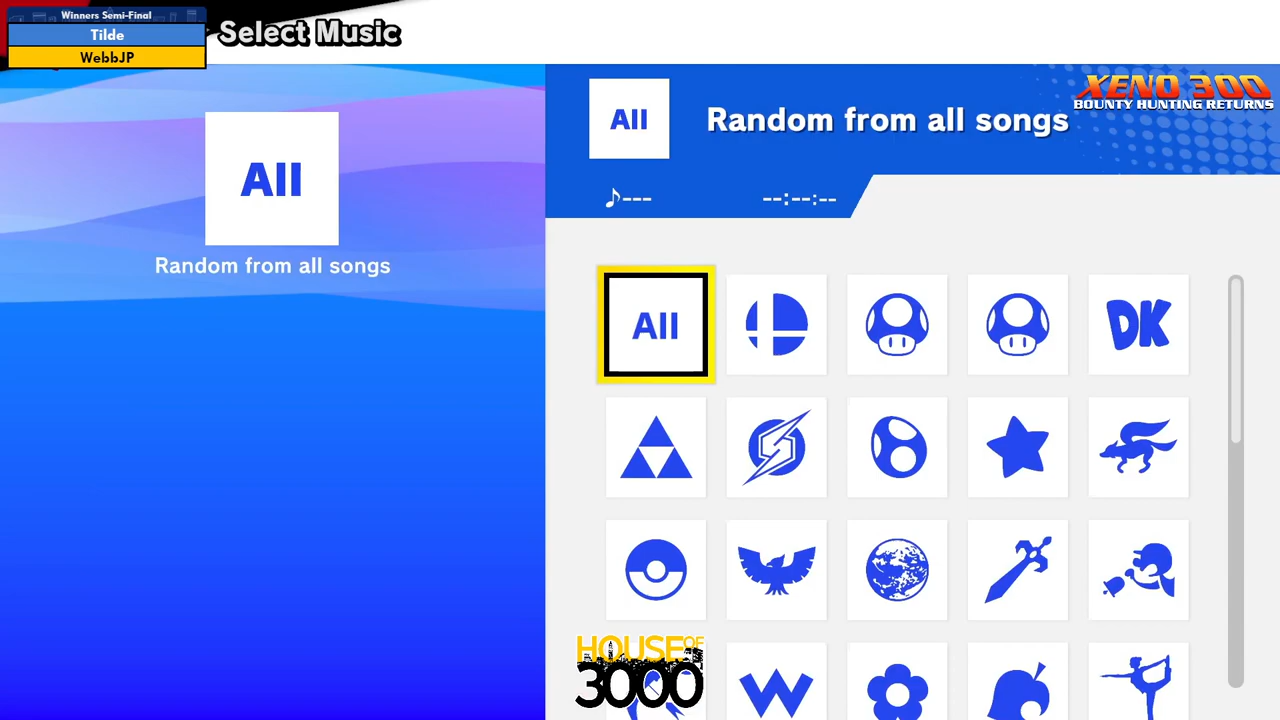 Winners Semi-Final
Tilde
WebbJP
Select Music
All
Random from all songs
All
Random from all songs
XENO 300
BOUNTY HUNTING RETURNS
♪---
--:--:--
All
DK
HOUSE OF
3000